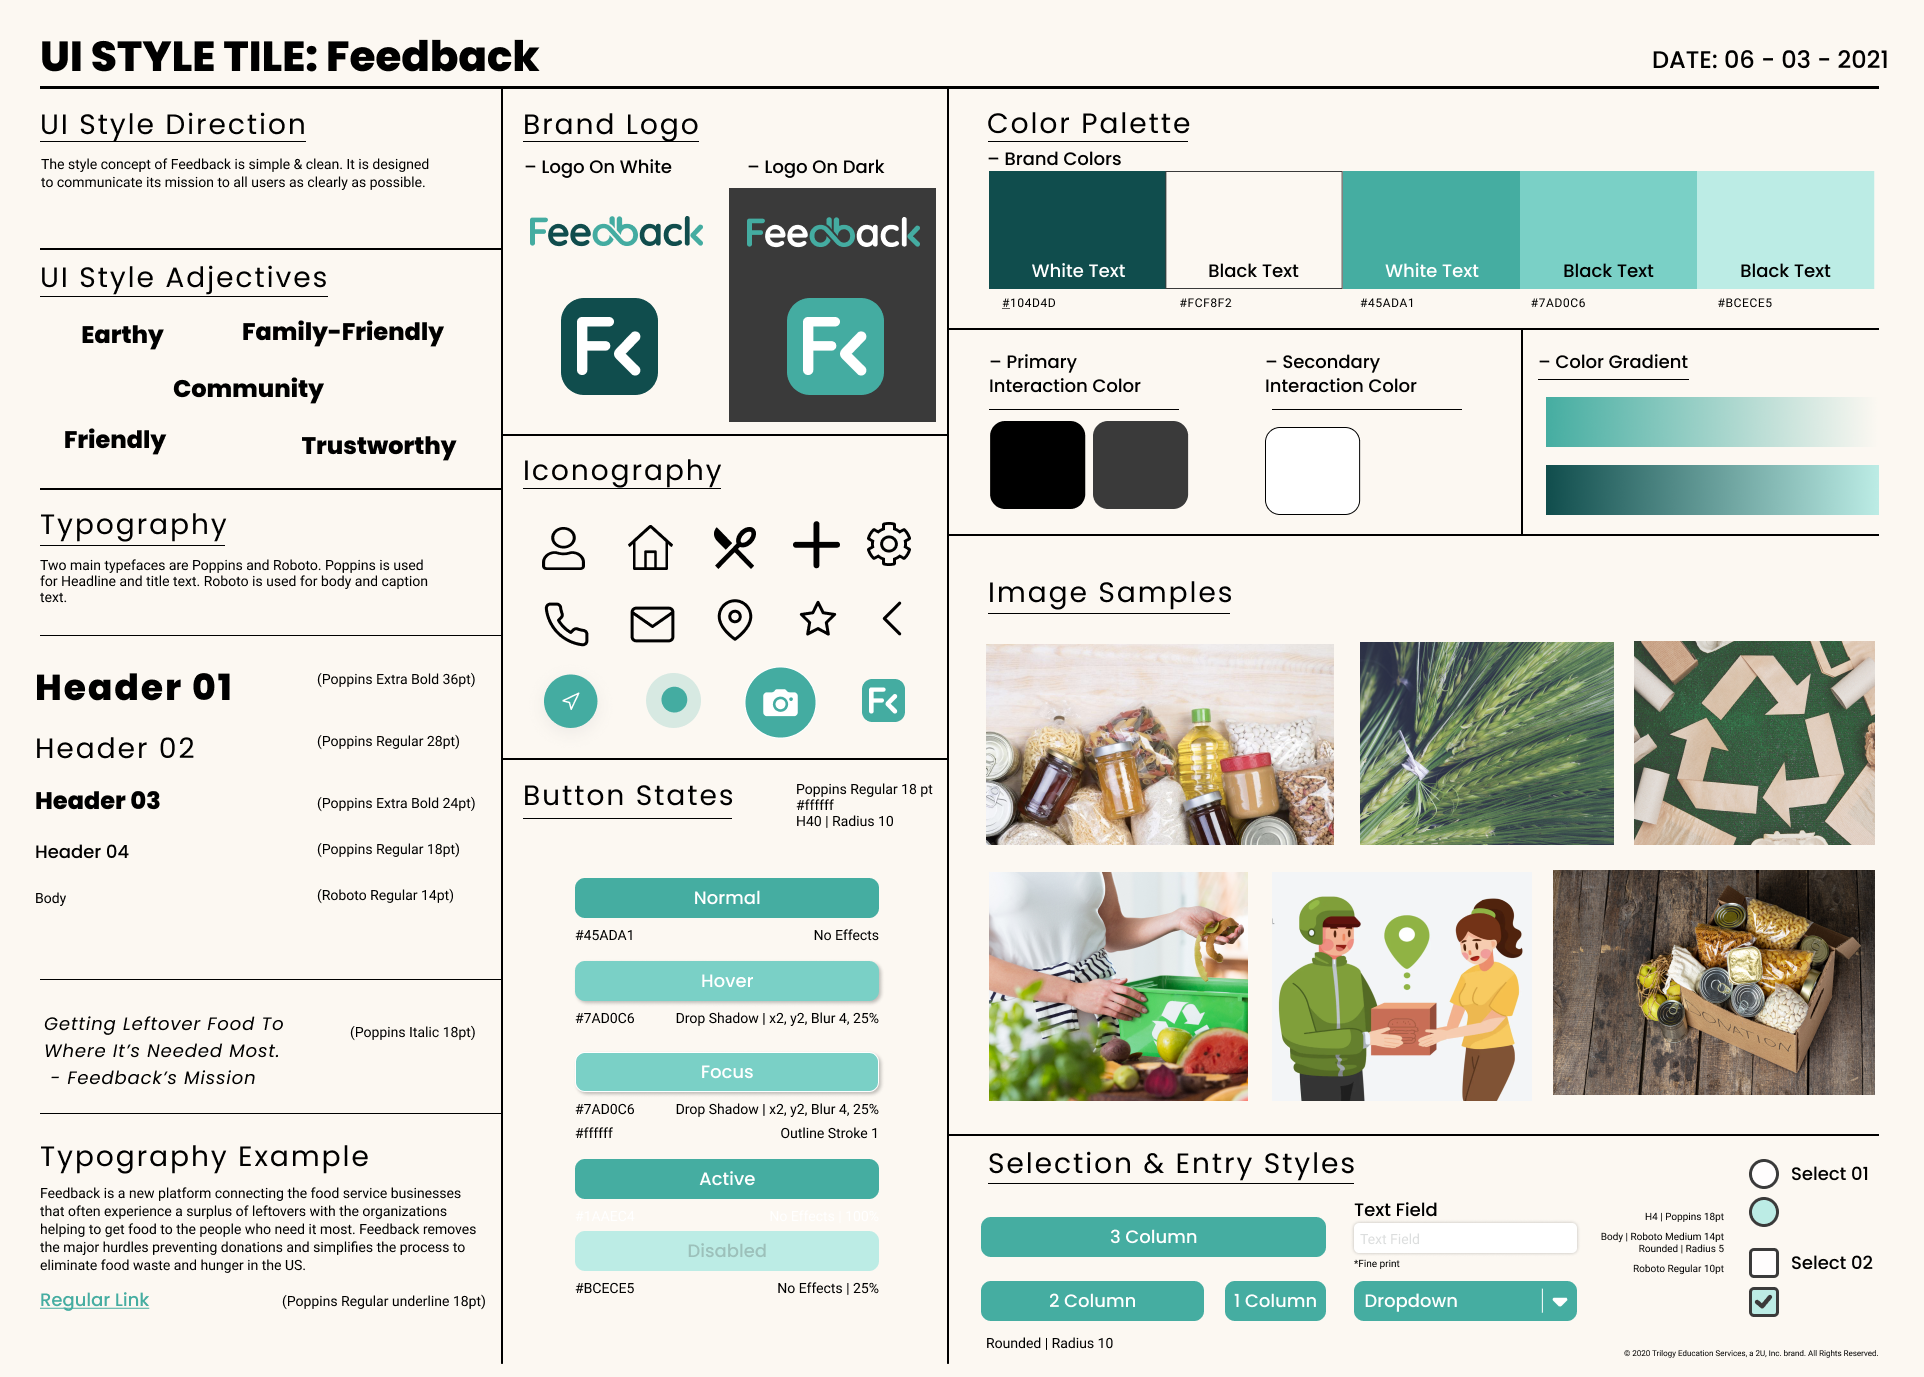 UI STYLE TILE: Feedback
DATE: 06 - 03 - 2021
UI Style Direction
The style concept of Feedback is simple & clean. It is designed
to communicate its mission to all users as clearly as possible.
UI Style Adjectives
Earthy
Family-Friendly
Community
Friendly
Trustworthy
Typography
Two main typefaces are Poppins and Roboto. Poppins is used
for Headline and title text. Roboto is used for body and caption
text.
Header 01
(Poppins Extra Bold 36pt)
Header 02
(Poppins Regular 28pt)
Header 03
(Poppins Extra Bold 24pt)
Header 04
(Poppins Regular 18pt)
Body
(Roboto Regular 14pt)
Getting Leftover Food To
Where It's Needed Most.
- Feedback's Mission
(Poppins Italic 18pt)
Typography Example
Feedback is a new platform connecting the food service businesses
that often experience a surplus of leftovers with the organizations
helping to get food to the people who need it most. Feedback removes
the major hurdles preventing donations and simplifies the process to
eliminate food waste and hunger in the US.
Regular Link
(Poppins Regular underline 18pt)
Brand Logo
– Logo On White
– Logo On Dark
Feedback
Feedback
Fk
Fk
Iconography
Fk
Button States
Poppins Regular 18 pt
#ffffff
H40 | Radius 10
Normal
#45ADA1
No Effects
Hover
#7AD0C6
Drop Shadow | x2, y2, Blur 4, 25%
Focus
#7AD0C6
Drop Shadow | x2, y2, Blur 4, 25%
#ffffff
Outline Stroke 1
Active
Disabled
#BCECE5
No Effects | 25%
Color Palette
– Brand Colors
White Text
Black Text
White Text
Black Text
Black Text
#104D4D
#FCF8F2
#45ADA1
#7AD0C6
#BCECE5
– Primary
Interaction Color
– Secondary
Interaction Color
– Color Gradient
Image Samples
DONATION
Selection & Entry Styles
3 Column
2 Column
1 Column
Rounded | Radius 10
Text Field
Text Field
*Fine print
Dropdown
H4 | Poppins 18pt
Body | Roboto Medium 14pt
Rounded | Radius 5
Roboto Regular 10pt
Select 01
Select 02
© 2020 Trilogy Education Services, a 2U, Inc. brand. All Rights Reserved.